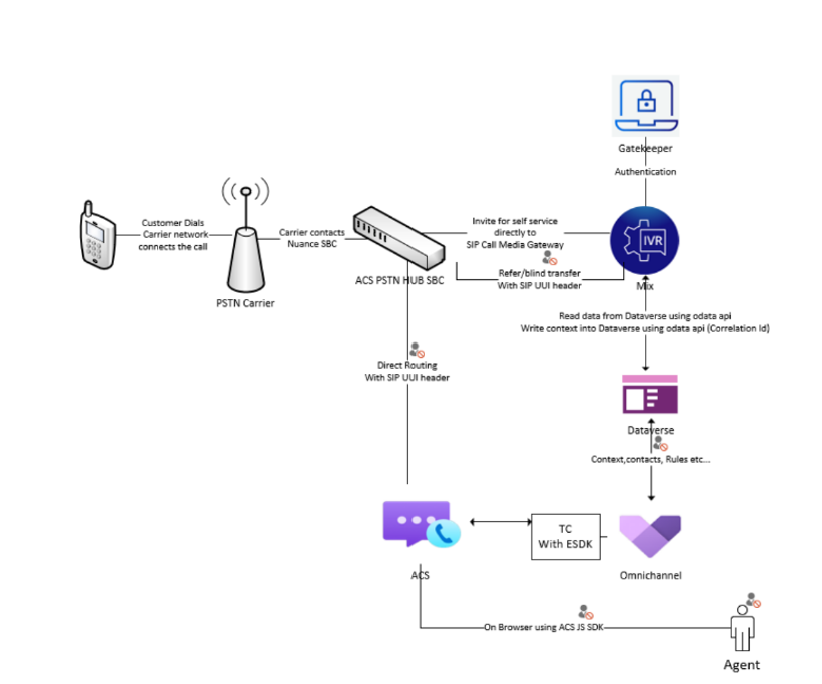 Gatekeeper
Authentication
Customer Dials
Carrier network
connects the call
Carrier contacts
Nuance SBC
Invite for self service
directly to
SIP Call Media Gateway
IVR
PSTN Carrier
ACS PSTN HUB SBC
Refer/blind transfer
With SIP UUI header
Mix
Read data from Dataverse using odata api
Write context into Dataverse using odata api (Correlation Id)
Direct Routing
With SIP UUI header
Dataverse
Context,contacts, Rules etc...
TC
With ESDK
ACS
Omnichannel
On Browser using ACS JS SDK
Agent